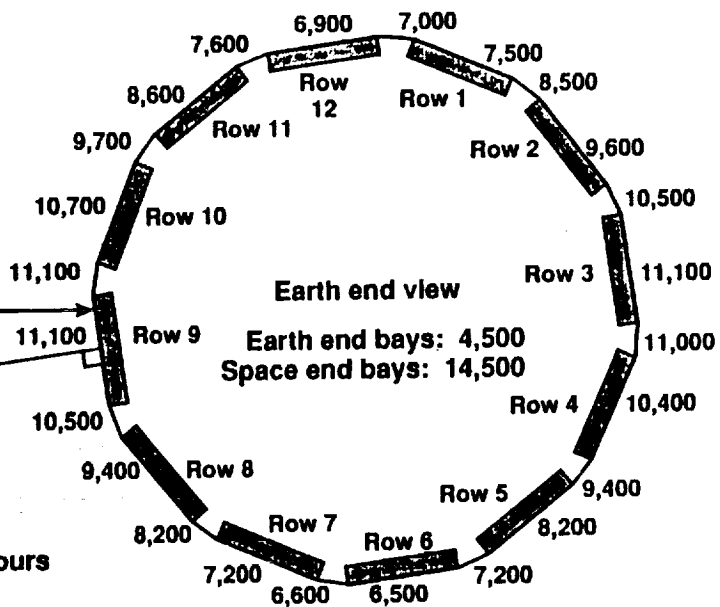 6,900
7,000
7,600
7,500
Row
12
Row 1
8,500
8,600
Row 11
Row 2
9,700
9,600
10,700
Row 10
10,500
11,100
Row 3
11,100
Earth end view
11,100
Row 9
Earth end bays: 4,500
11,000
Space end bays: 14,500
Row 4
10,400
10,500
9,400
Row 8
Row 5
9,400
8,200
Row 7
Row 6
8,200
ours
7,200
6,600
6,500
7,200